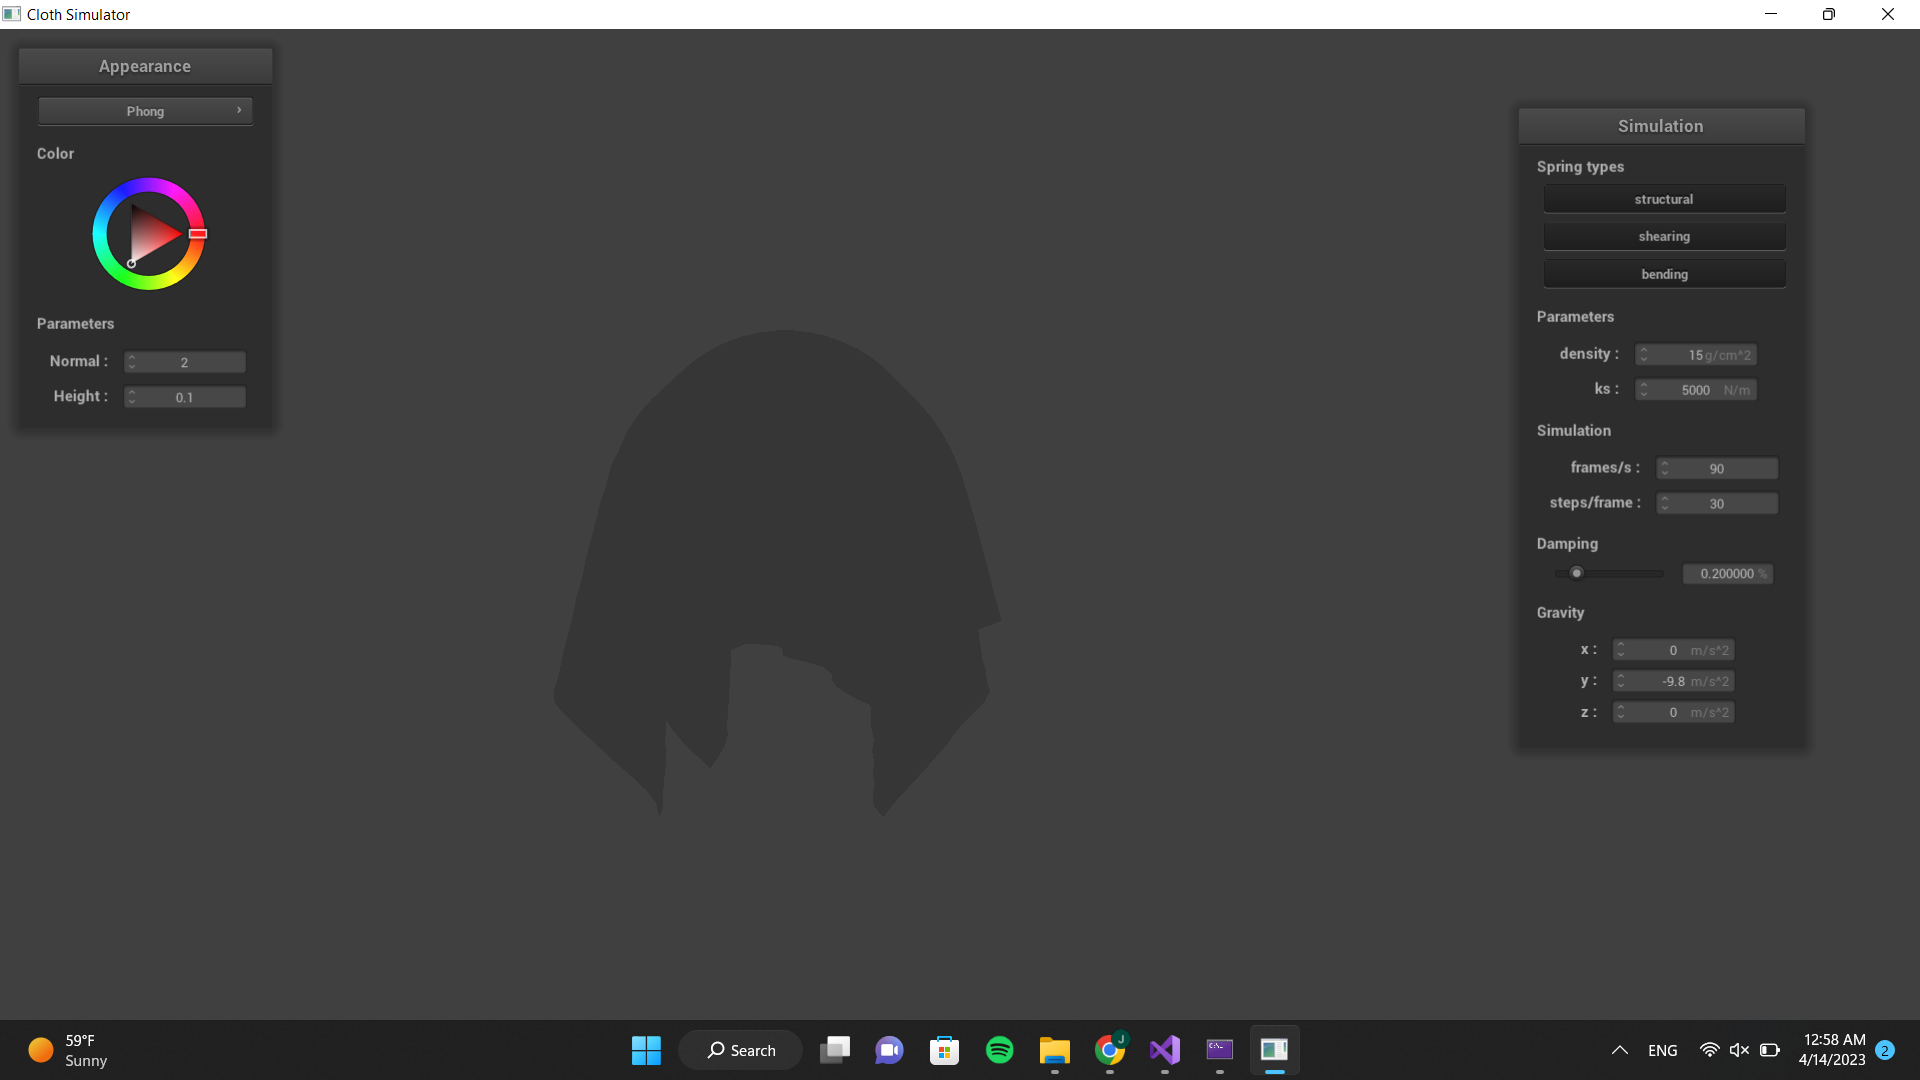 Cloth Simulator
Appearance
Phong
Color
Parameters
Normal : 2
Height : 0.1
Simulation
Spring types
structural
shearing
bending
Parameters
density : 15 g/cm^2
ks : 5000 N/m
Simulation
frames/s : 90
steps/frame : 30
Damping
0.200000 %
Gravity
x : 0 m/s^2
y : -9.8 m/s^2
z : 0 m/s^2
59°F
Sunny
Search
J
C:\_
ENG
12:58 AM
4/14/2023
2